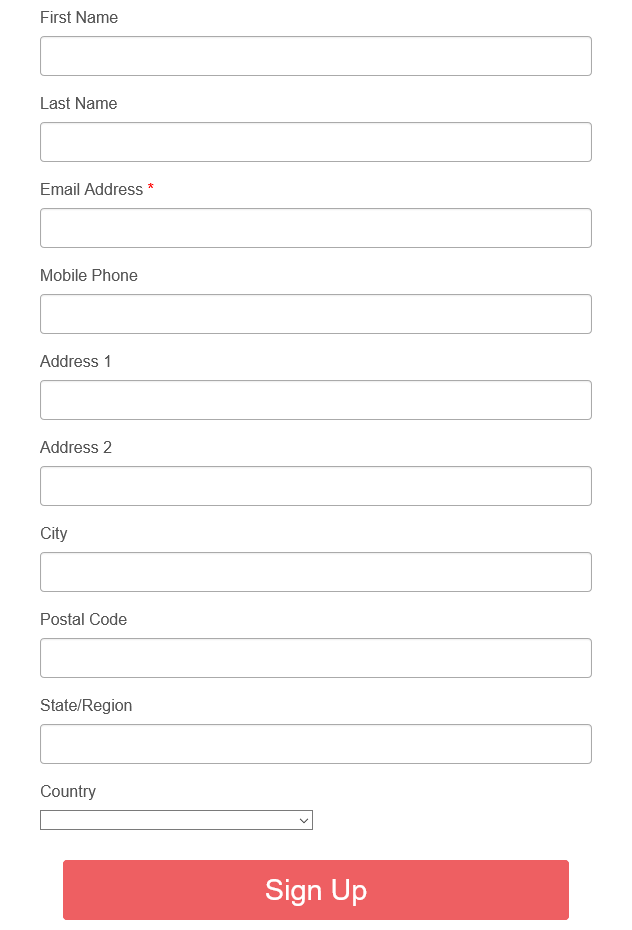 First Name
Last Name
Email Address *
Mobile Phone
Address 1
Address 2
City
Postal Code
State/Region
Country
Sign Up